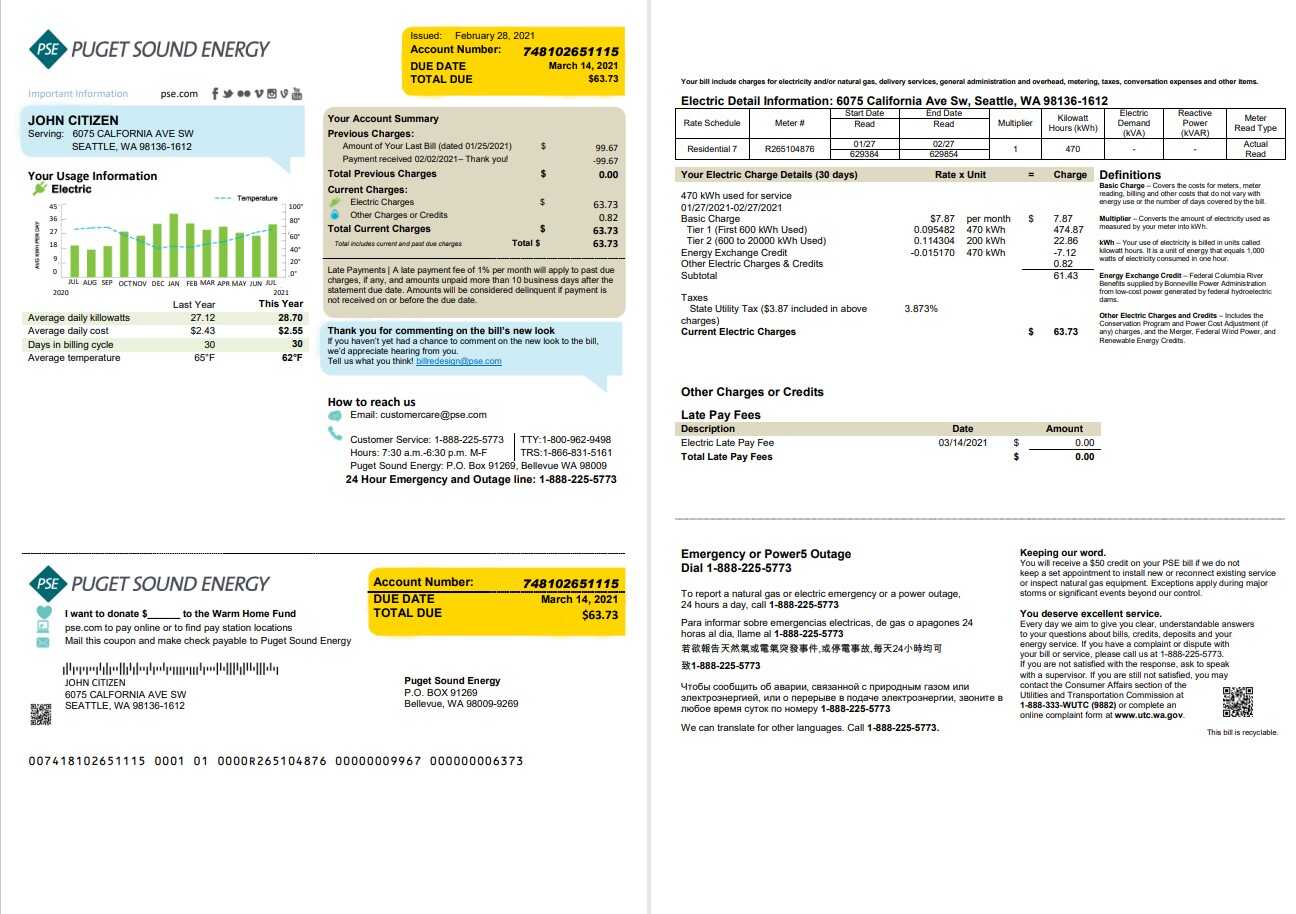 PSE PUGET SOUND ENERGY
Issued: February 28, 2021
Account Number: 748102651115
DUE DATE March 14, 2021
TOTAL DUE $63.73
Important Information pse.com
JOHN CITIZEN
Serving: 6075 CALFORNIA AVE SW
SEATTLE, WA 98136-1612
Your Usage Information
Electric
Temperature
AVG KWH PER DAY
45
36
27
18
9
0
100°
80°
60°
40°
20°
0°
JUL AUG SEP OCT NOV DEC JAN FEB MAR APR MAY JUN JUL
2020 2021
Last Year This Year
Average daily killowatts 27.12 28.70
Average daily cost $2.43 $2.55
Days in billing cycle 30 30
Average temperature 65°F 62°F
Your Account Summary
Previous Charges:
Amount of Your Last Bill (dated 01/25/2021) $ 99.67
Payment received 02/02/2021– Thank you! -99.67
Total Previous Charges $ 0.00
Current Charges:
Electric Charges $ 63.73
Other Charges or Credits 0.82
Total Current Charges $ 63.73
Total includes current and past due charges Total $ 63.73
Late Payments | A late payment fee of 1% per month will apply to past due
charges, if any, and amounts unpaid more than 10 business days after the
statement due date. Amounts will be considered delinquent if payment is
not received on or before the due date.
Thank you for commenting on the bill's new look
If you haven't yet had a chance to comment on the new look to the bill,
we'd appreciate hearing from you.
Tell us what you think! billredesign@pse.com
How to reach us
Email: customercare@pse.com
Customer Service: 1-888-225-5773 TTY:1-800-962-9498
Hours: 7:30 a.m.-6:30 p.m. M-F TRS:1-866-831-5161
Puget Sound Energy: P.O. Box 91269, Bellevue WA 98009
24 Hour Emergency and Outage line: 1-888-225-5773
PSE PUGET SOUND ENERGY
Account Number: 748102651115
DUE DATE March 14, 2021
TOTAL DUE $63.73
I want to donate $______ to the Warm Home Fund
pse.com to pay online or to find pay station locations
Mail this coupon and make check payable to Puget Sound Energy
JOHN CITIZEN
6075 CALFORNIA AVE SW
SEATTLE, WA 98136-1612
Puget Sound Energy
P.O. BOX 91269
Bellevue, WA 98009-9269
007418102651115 0001 01 0000R265104876 00000009967 000000006373
Your bill include charges for electricity and/or natural gas, delivery services, general administration and overhead, metering, taxes, conversation expenses and other items.
Electric Detail Information: 6075 California Ave Sw, Seattle, WA 98136-1612
Rate Schedule Meter # Start Date Read End Date Read Multiplier Kilowatt Hours (kWh) Electric Demand (kVA) Reactive Power (kVAR) Meter Read Type
Residential 7 R265104876 01/27 629384 02/27 629854 1 470 - - Actual Read
Your Electric Charge Details (30 days) Rate x Unit = Charge
470 kWh used for service
01/27/2021-02/27/2021
Basic Charge $7.87 per month $ 7.87
Tier 1 (First 600 kWh Used) 0.095482 470 kWh 474.87
Tier 2 (600 to 20000 kWh Used) 0.114304 200 kWh 22.86
Energy Exchange Credit -0.015170 470 kWh -7.12
Other Electric Charges & Credits 0.82
Subtotal 61.43
Taxes
State Utility Tax ($3.87 included in above 3.873%
charges)
Current Electric Charges $ 63.73
Definitions
Basic Charge – Covers the costs for meters, meter
reading, billing and other costs that do not vary with
energy use or the number of days covered by the bill.
Multiplier – Converts the amount of electricity used as
measured by your meter into kWh.
kWh – Your use of electricity is billed in units called
kilowatt hours. It is a unit of energy that equals 1,000
watts of electricity consumed in one hour.
Energy Exchange Credit – Federal Columbia River
Benefits supplied by Bonneville Power Administration
from low-cost power generated by federal hydroelectric
dams.
Other Electric Charges and Credits – Includes the
Conservation Program and Power Cost Adjustment (if
any) charges, and the Merger, Federal Wind Power, and
Renewable Energy Credits.
Other Charges or Credits
Late Pay Fees
Description Date Amount
Electric Late Pay Fee 03/14/2021 $ 0.00
Total Late Pay Fees $ 0.00
Emergency or Power5 Outage
Dial 1-888-225-5773
To report a natural gas or electric emergency or a power outage,
24 hours a day, call 1-888-225-5773
Para informar sobre emergencias electricas, de gas o apagones 24
horas al dia, llame al 1-888-225-5773
若欲報告天然氣或電氣突發事件,或停電事故,每天24小時均可
致1-888-225-5773
Чтобы сообщить об аварии, связанной с природным газом или
электроэнергией, или о перерыве в подаче электроэнергии, звоните в
любое время суток по номеру 1-888-225-5773
We can translate for other languages. Call 1-888-225-5773.
Keeping our word.
You will receive a $50 credit on your PSE bill if we do not
keep a set appointment to install new or reconnect existing service
or inspect natural gas equipment. Exceptions apply during major
storms or significant events beyond our control.
You deserve excellent service.
Every day we aim to give you clear, understandable answers
to your questions about bills, credits, deposits and your
energy service. If you have a complaint or dispute with
your bill or service, please call us at 1-888-225-5773.
If you are not satisfied with the response, ask to speak
with a supervisor. If you are still not satisfied, you may
contact the Consumer Affairs section of the
Utilities and Transportation Commission at
1-888-333-WUTC (9882) or complete an
online complaint form at www.utc.wa.gov.
This bill is recyclable.